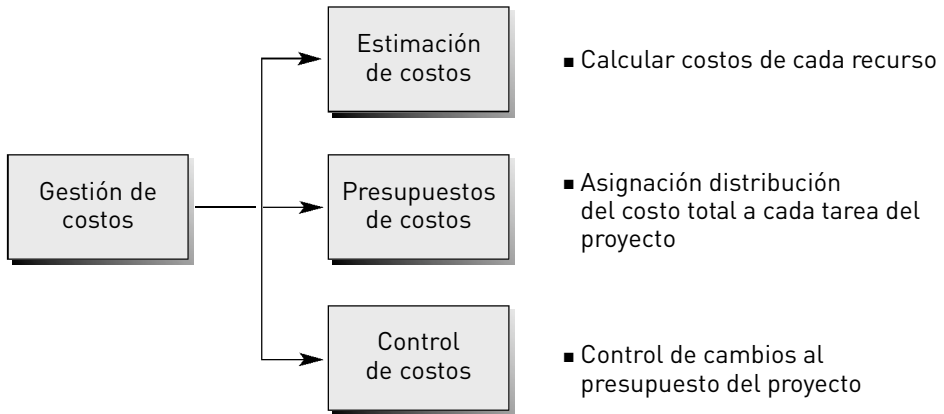 Estimación
de costos
■ Calcular costos de cada recurso
Gestión de
costos
Presupuestos
de costos
■ Asignación distribución
del costo total a cada tarea del
proyecto
Control
de costos
■ Control de cambios al
presupuesto del proyecto